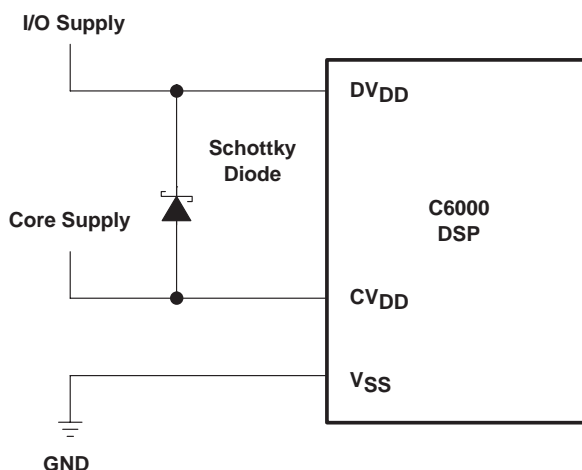 I/O Supply
DVDD
Schottky
Diode
Core Supply
C6000
DSP
CVDD
VSS
GND